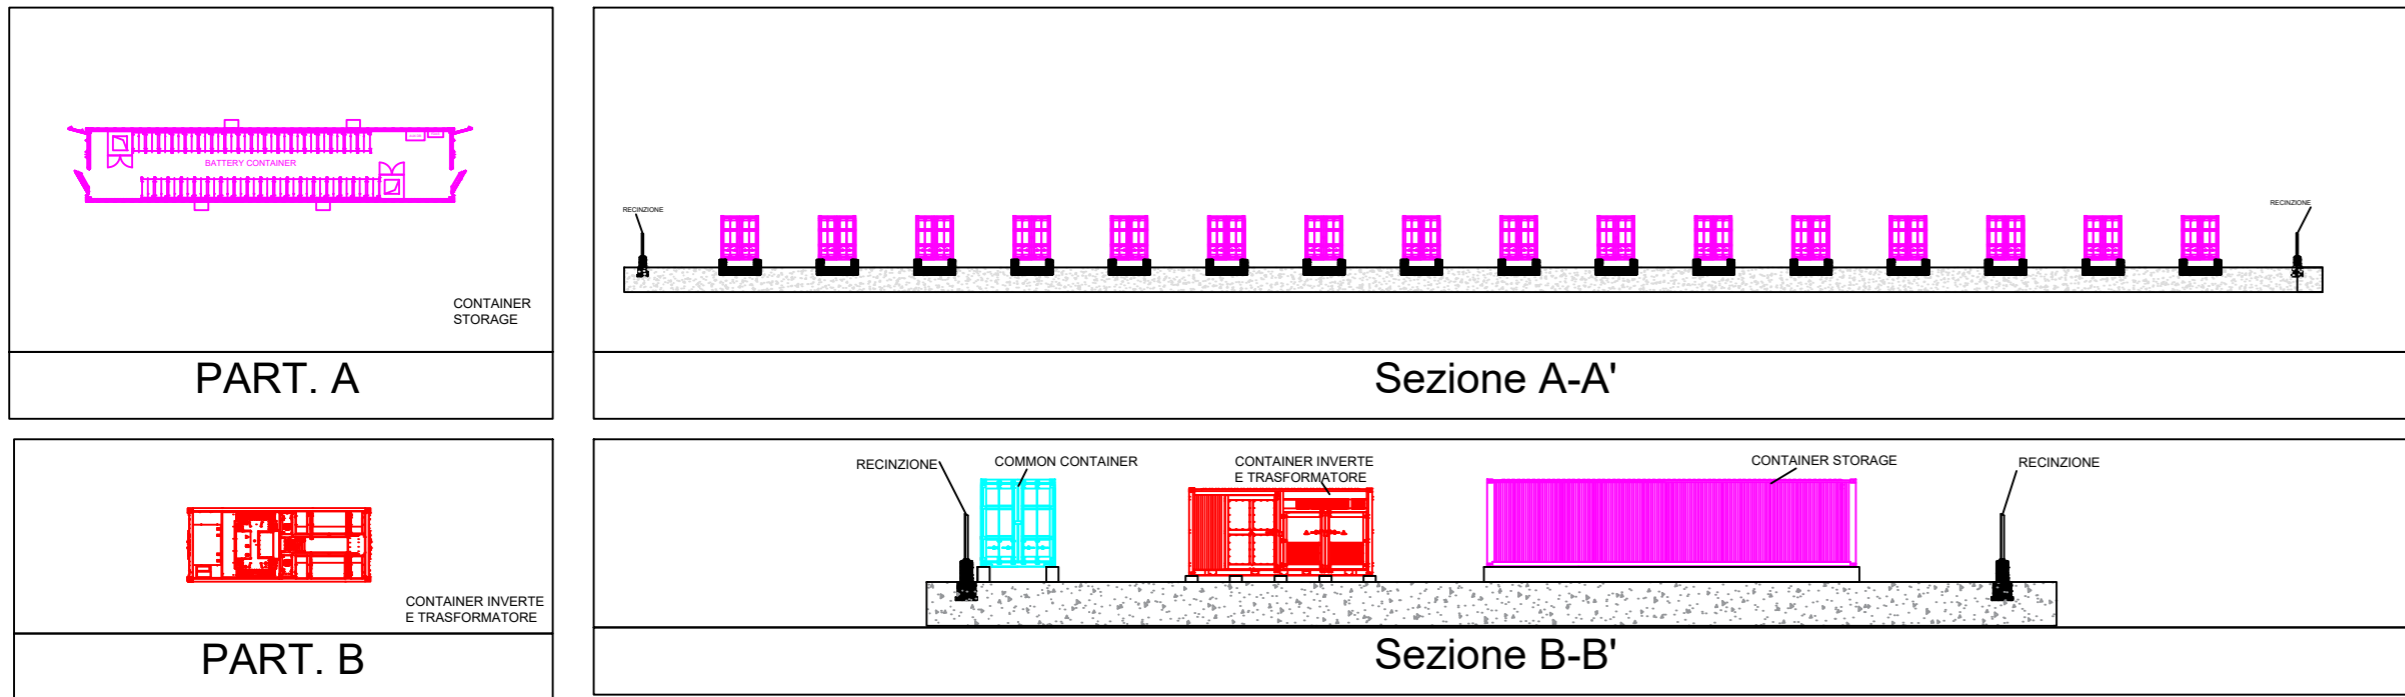 BATTERY CONTAINER
CONTAINER
STORAGE
PART. A
RECINZIONE
RECINZIONE
Sezione A-A'
CONTAINER INVERTE
E TRASFORMATORE
PART. B
RECINZIONE
COMMON CONTAINER
CONTAINER INVERTE
E TRASFORMATORE
CONTAINER STORAGE
RECINZIONE
Sezione B-B'